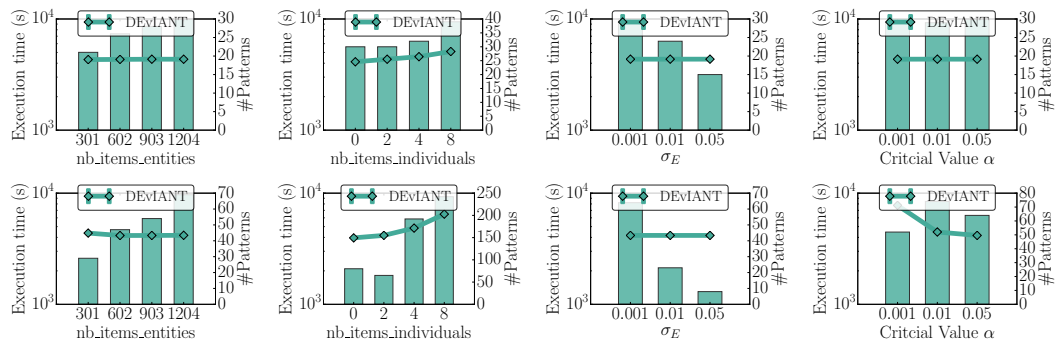 DEvIANT
Execution time (s)
10^4
10^3
30
25
20
15
10
5
0
#Patterns
301 602 903 1204
nb_items_entities
DEvIANT
Execution time (s)
10^4
10^3
40
35
30
25
20
15
10
5
0
#Patterns
0 2 4 8
nb_items_individuals
DEvIANT
Execution time (s)
10^4
10^3
30
25
20
15
10
5
0
#Patterns
0.001 0.01 0.05
σ_E
DEvIANT
Execution time (s)
10^4
10^3
30
25
20
15
10
5
0
#Patterns
0.001 0.01 0.05
Critcial Value α
DEvIANT
Execution time (s)
10^4
10^3
70
60
50
40
30
20
10
0
#Patterns
301 602 903 1204
nb_items_entities
DEvIANT
Execution time (s)
10^4
10^3
250
200
150
100
50
0
#Patterns
0 2 4 8
nb_items_individuals
DEvIANT
Execution time (s)
10^4
10^3
70
60
50
40
30
20
10
0
#Patterns
0.001 0.01 0.05
σ_E
DEvIANT
Execution time (s)
10^4
10^3
80
70
60
50
40
30
20
10
0
#Patterns
0.001 0.01 0.05
Critcial Value α